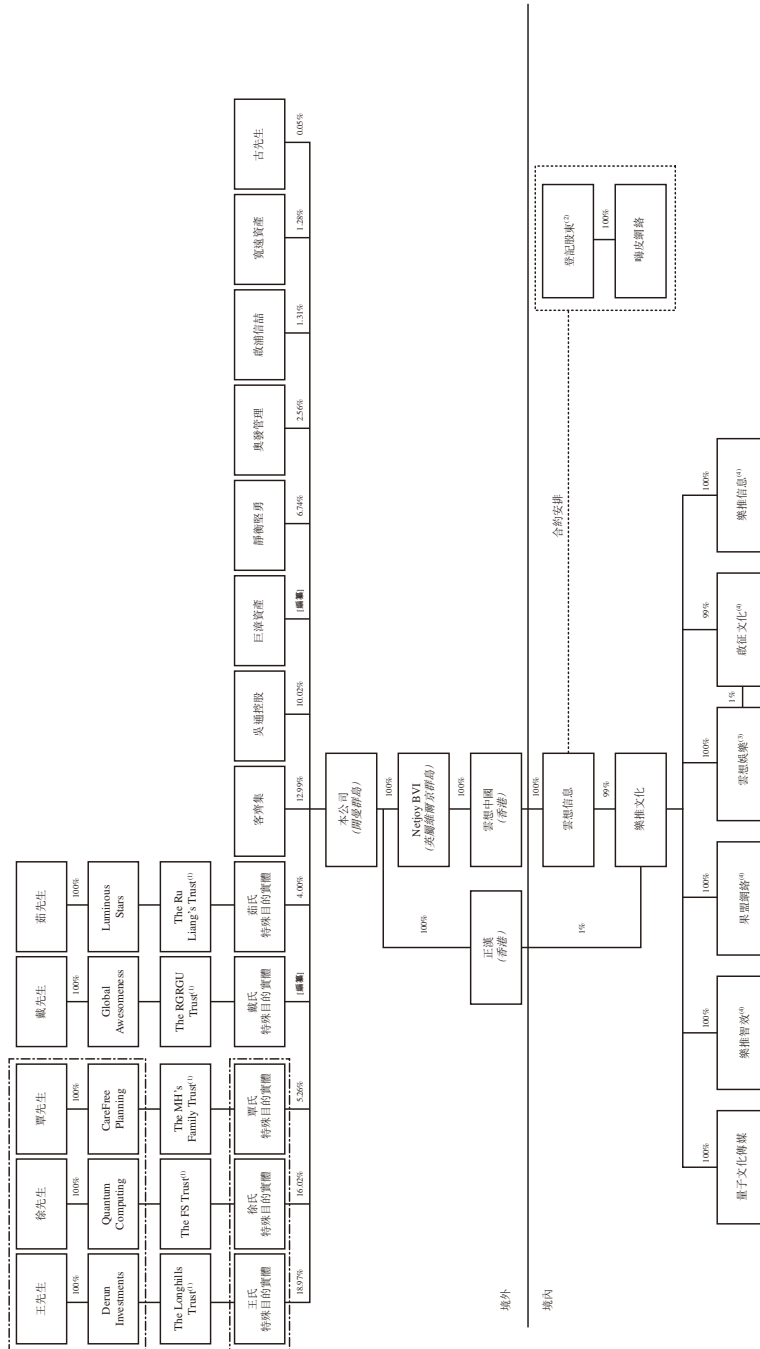 王先生
徐先生
覃先生
戴先生
茹先生
100%
100%
100%
100%
100%
Derun
Investments
Quantum
Computing
CareFree
Planning
Global
Awesomeness
Luminous
Stars
The Longhills
Trust(1)
The FS Trust(1)
The MH's
Family Trust(1)
The RGRGU
Trust(1)
The Ru
Liang's Trust(1)
王氏
特殊目的實體
徐氏
特殊目的實體
覃氏
特殊目的實體
戴氏
特殊目的實體
茹氏
特殊目的實體
客齊集
吳通控股
巨漳資產
靜衡堅勇
奧發管理
啟浦信喆
寬遠資產
古先生
18.97%
16.02%
5.26%
[編纂]
4.00%
12.99%
10.02%
[編纂]
6.74%
2.56%
1.31%
1.28%
0.05%
本公司
(開曼群島)
100%
100%
Netjoy BVI
(英屬維爾京群島)
100%
正漢
(香港)
雲想中國
(香港)
境外
境內
100%
1%
雲想信息
合約安排
登記股東(2)
100%
嗨皮網絡
99%
樂推文化
100%
100%
100%
100%
99%
100%
量子文化傳媒
樂推智效(4)
果盟網絡(4)
雲想娛樂(3)
1%
啟征文化(4)
樂推信息(4)